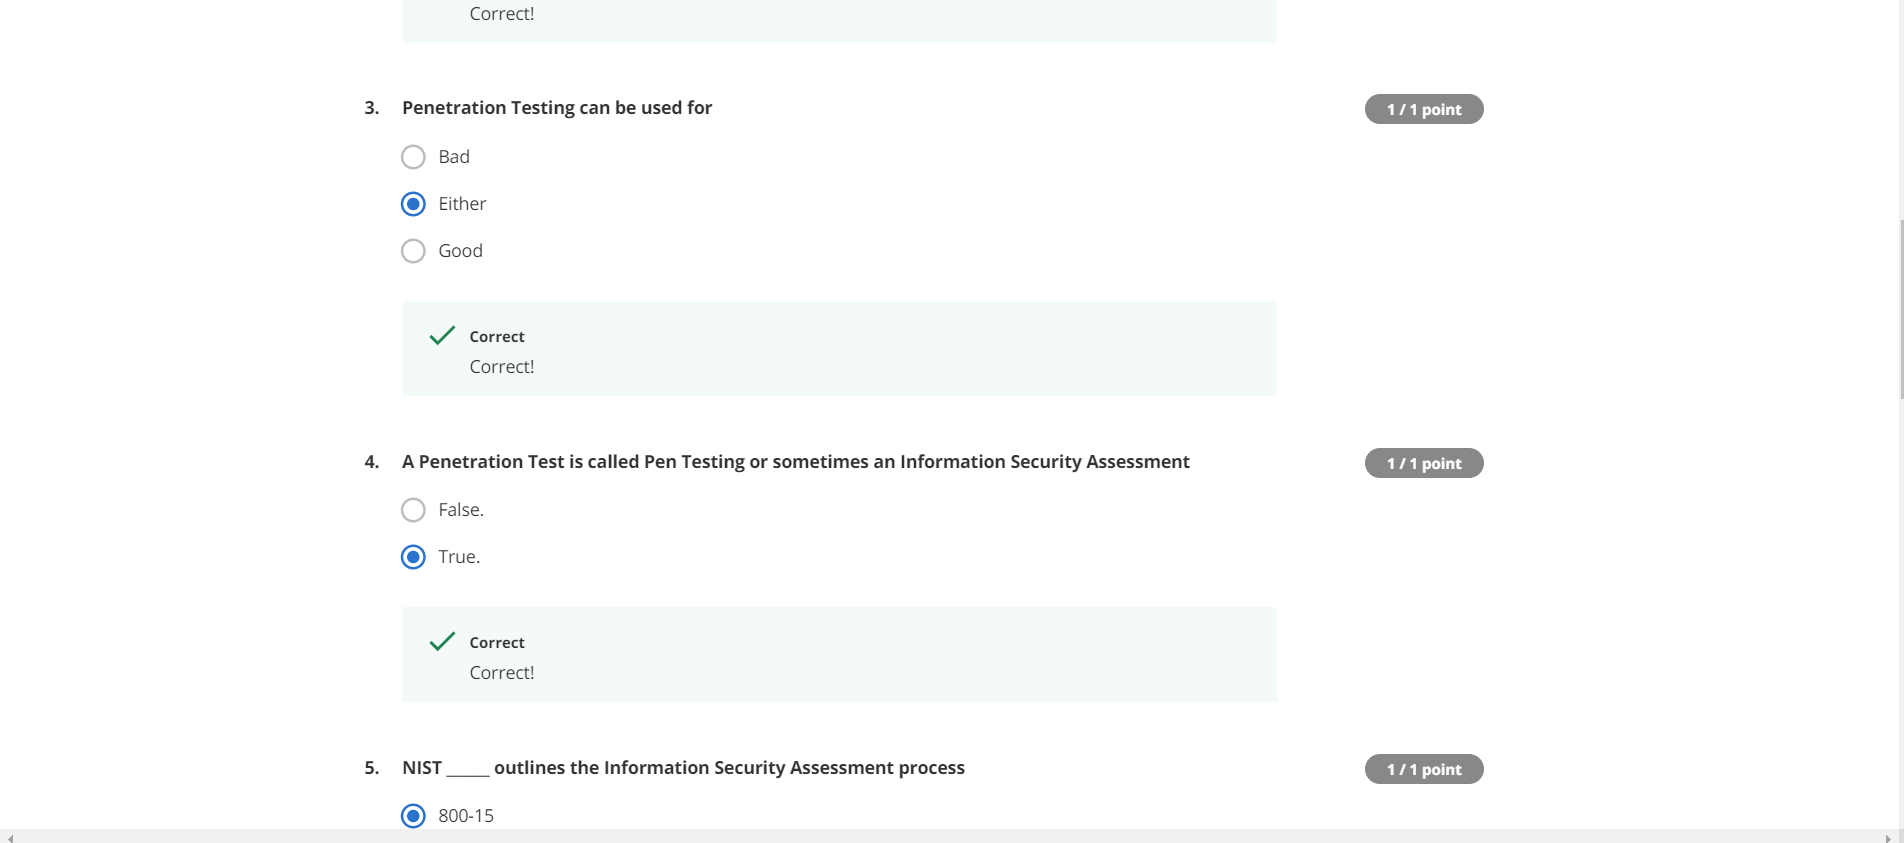 Correct!
3. Penetration Testing can be used for 1 / 1 point
Bad
Either
Good
Correct
Correct!
4. A Penetration Test is called Pen Testing or sometimes an Information Security Assessment 1 / 1 point
False.
True.
Correct
Correct!
5. NIST _____ outlines the Information Security Assessment process 1 / 1 point
800-15